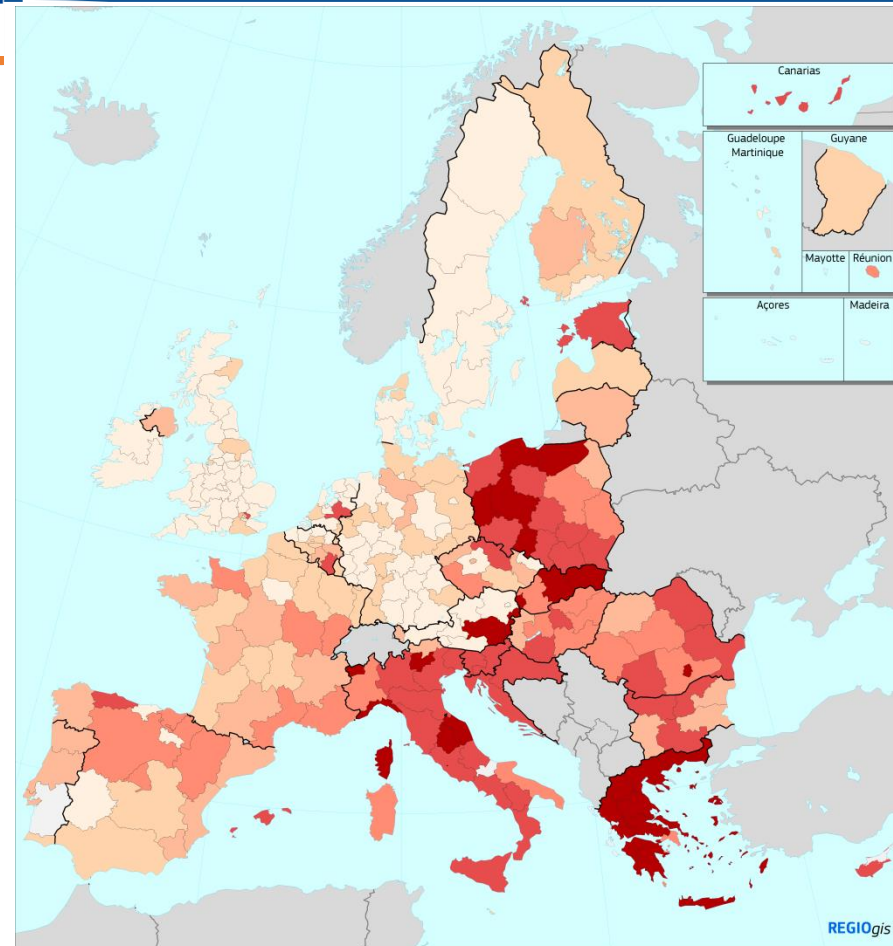 Canarias
Guadeloupe
Martinique
Guyane
Mayotte
Réunion
Açores
Madeira
REGIOgis